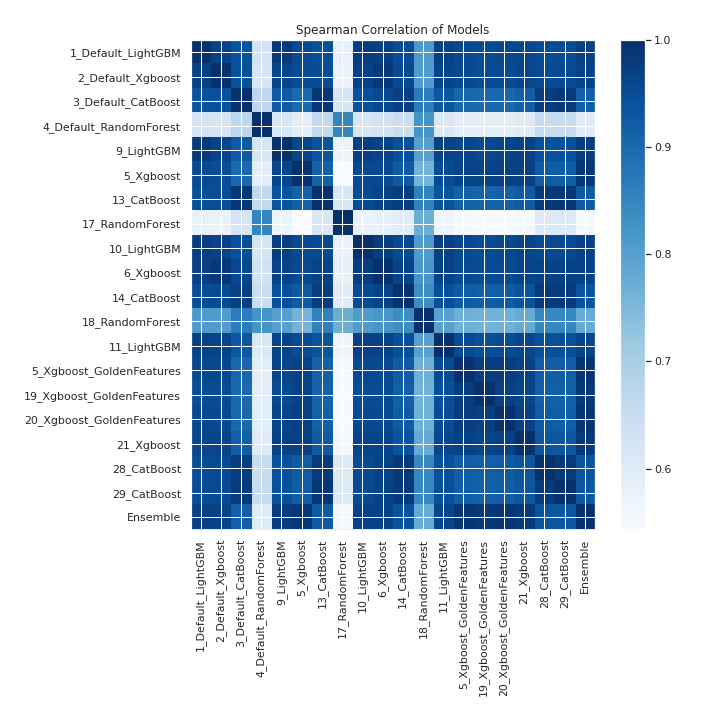 Spearman Correlation of Models
1_Default_LightGBM
2_Default_Xgboost
3_Default_CatBoost
4_Default_RandomForest
9_LightGBM
5_Xgboost
13_CatBoost
17_RandomForest
10_LightGBM
6_Xgboost
14_CatBoost
18_RandomForest
11_LightGBM
5_Xgboost_GoldenFeatures
19_Xgboost_GoldenFeatures
20_Xgboost_GoldenFeatures
21_Xgboost
28_CatBoost
29_CatBoost
Ensemble
1_Default_LightGBM
2_Default_Xgboost
3_Default_CatBoost
4_Default_RandomForest
9_LightGBM
5_Xgboost
13_CatBoost
17_RandomForest
10_LightGBM
6_Xgboost
14_CatBoost
18_RandomForest
11_LightGBM
5_Xgboost_GoldenFeatures
19_Xgboost_GoldenFeatures
20_Xgboost_GoldenFeatures
21_Xgboost
28_CatBoost
29_CatBoost
Ensemble
1.0
0.9
0.8
0.7
0.6